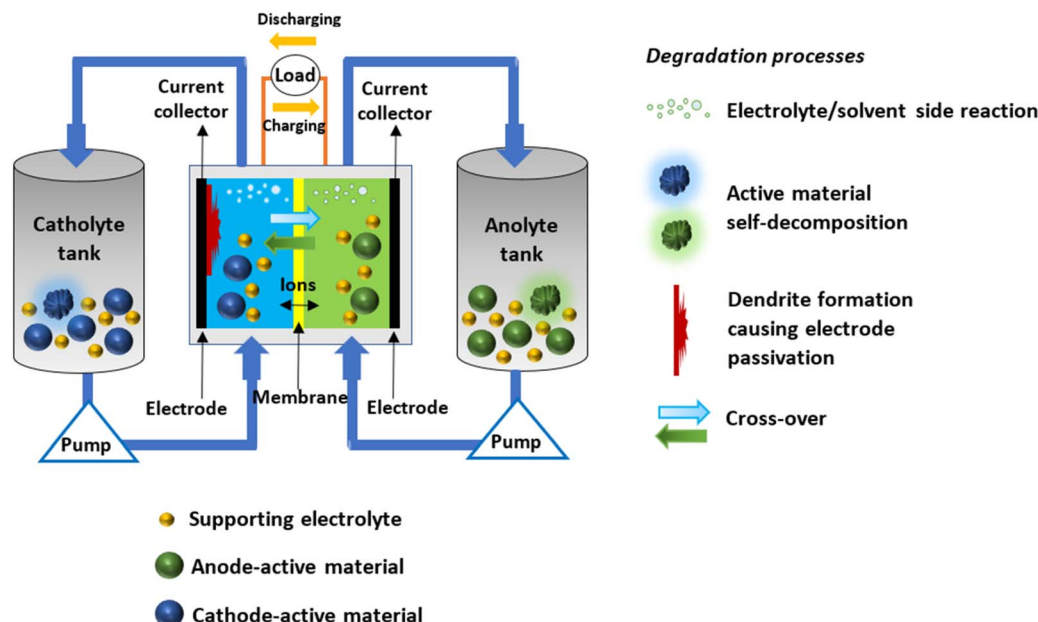 Discharging
Load
Charging
Current
collector
Current
collector
Catholyte
tank
Anolyte
tank
Ions
Electrode
Membrane
Electrode
Pump
Pump
Supporting electrolyte
Anode-active material
Cathode-active material
Degradation processes
Electrolyte/solvent side reaction
Active material
self-decomposition
Dendrite formation
causing electrode
passivation
Cross-over